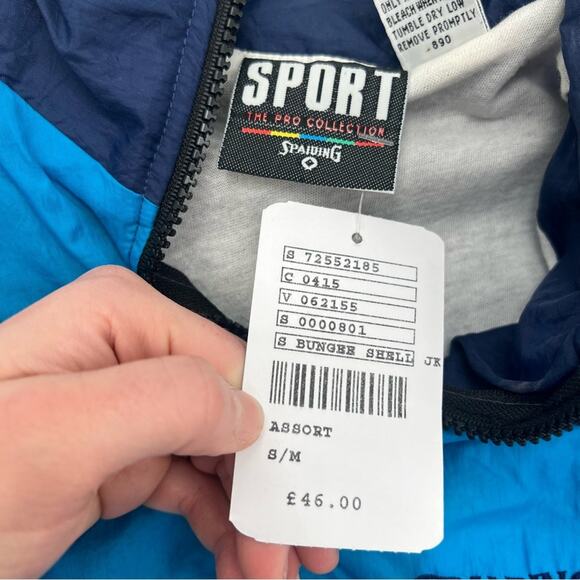 BLEACH WHEN
TUMBLE DRY LOW
REMOVE PROMPTLY
890
SPORT
THE PRO COLLECTION
SPALDING
S 72552185
C 0415
V 062155
S 0000801
S BUNGEE SHELL JK
ASSORT
S/M
£46.00